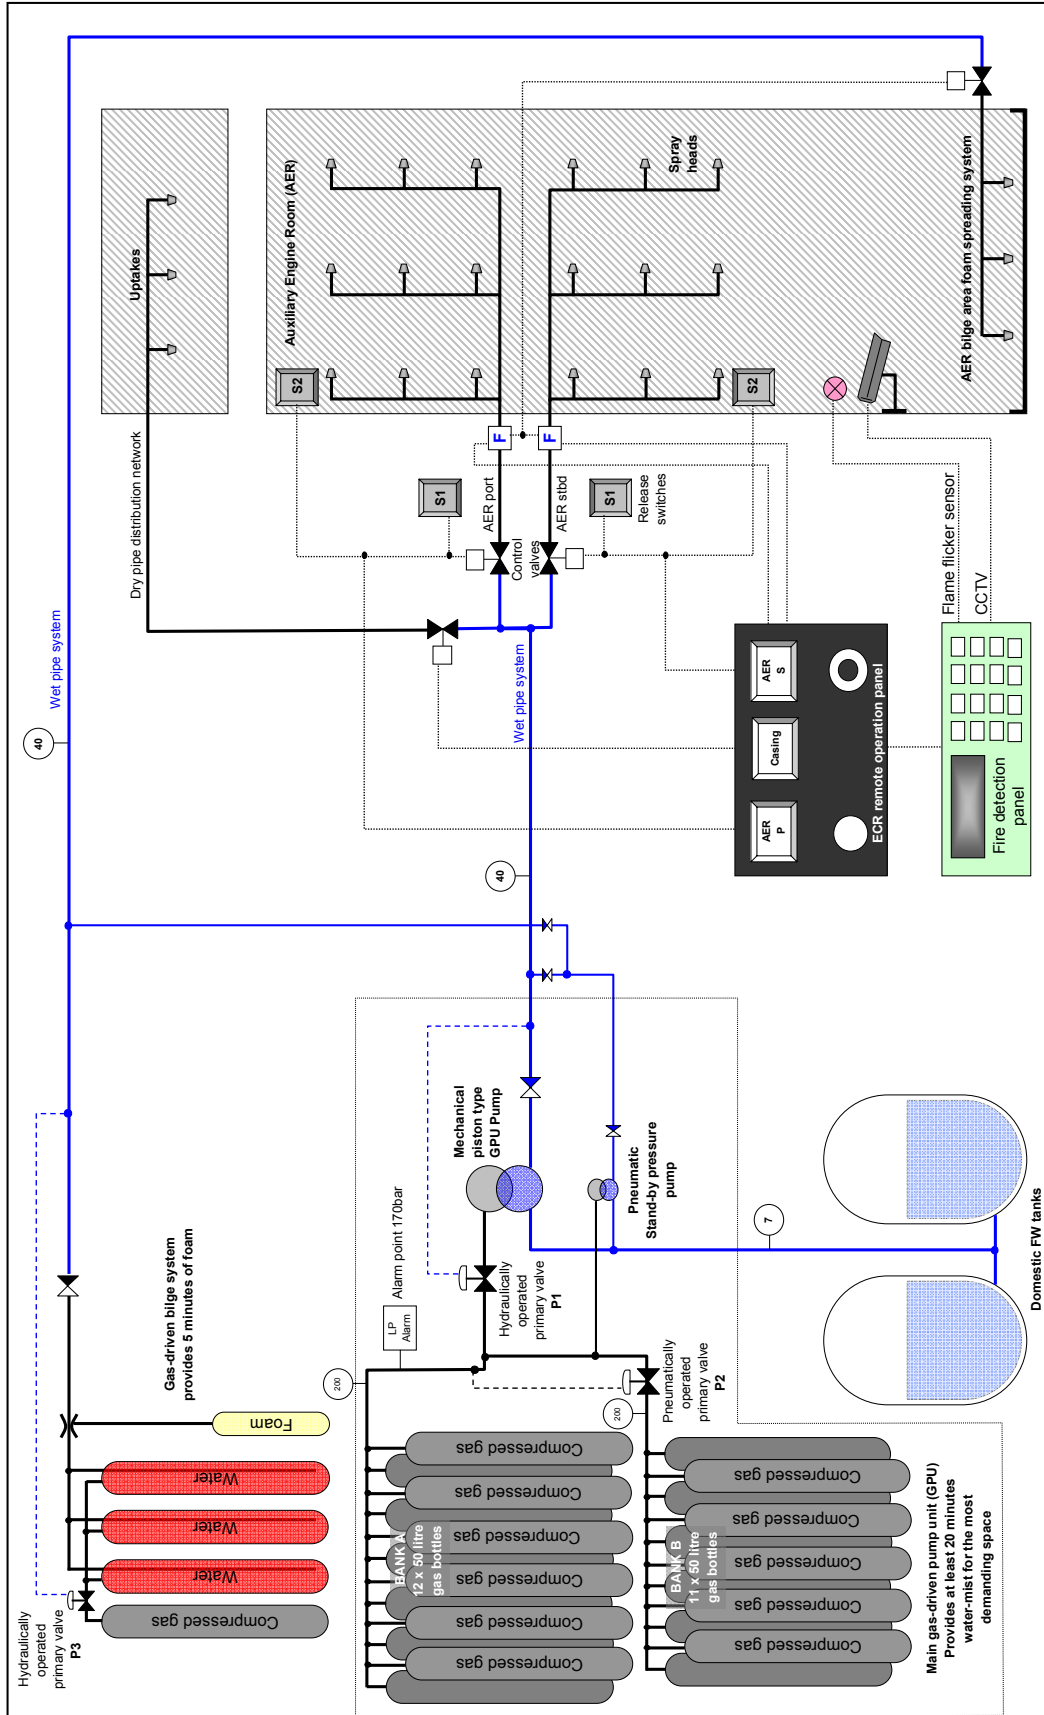 Hydraulically
operated
primary valve
P3
Compressed gas
Water
Water
Water
Foam
Gas-driven bilge system
provides 5 minutes of foam
40
Wet pipe system
Dry pipe distribution network
Uptakes
Auxiliary Engine Room (AER)
S2
Spray
heads
F
F
S1
AER port
Control
valves
AER stbd
S1
Release
switches
S2
AER bilge area foam spreading system
Wet pipe system
40
200
LP
Alarm
Alarm point 170bar
Mechanical
piston type
GPU Pump
Hydraulically
operated
primary valve
P1
Pneumatic
Stand-by pressure
pump
BANK A
12 x 50 litre
gas bottles
Compressed gas
Compressed gas
Compressed gas
Compressed gas
Compressed gas
Compressed gas
200
Pneumatically
operated
primary valve
P2
BANK B
11 x 50 litre
gas bottles
Compressed gas
Compressed gas
Compressed gas
Compressed gas
Compressed gas
Main gas-driven pump unit (GPU)
Provides at least 20 minutes
water-mist for the most
demanding space
7
Domestic FW tanks
AER
P
Casing
AER
S
ECR remote operation panel
Fire detection
panel
Flame flicker sensor
CCTV